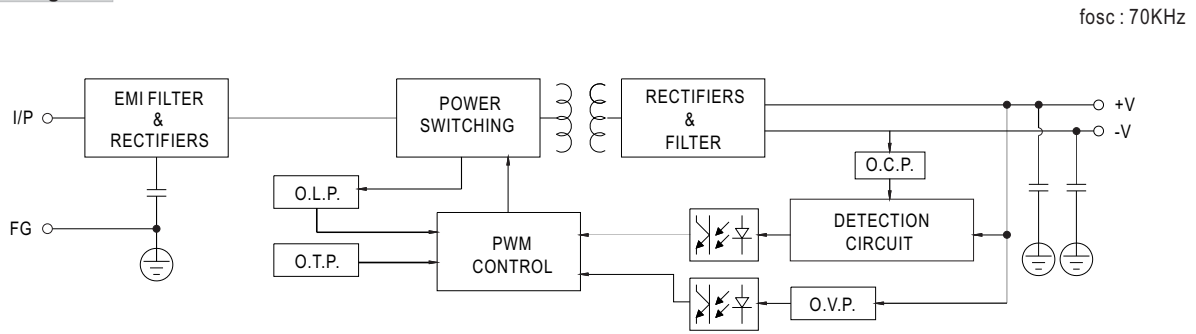 fosc : 70KHz
I/P
EMI FILTER
&
RECTIFIERS
POWER
SWITCHING
RECTIFIERS
&
FILTER
+V
-V
O.C.P.
O.L.P.
FG
PWM
CONTROL
DETECTION
CIRCUIT
O.T.P.
O.V.P.